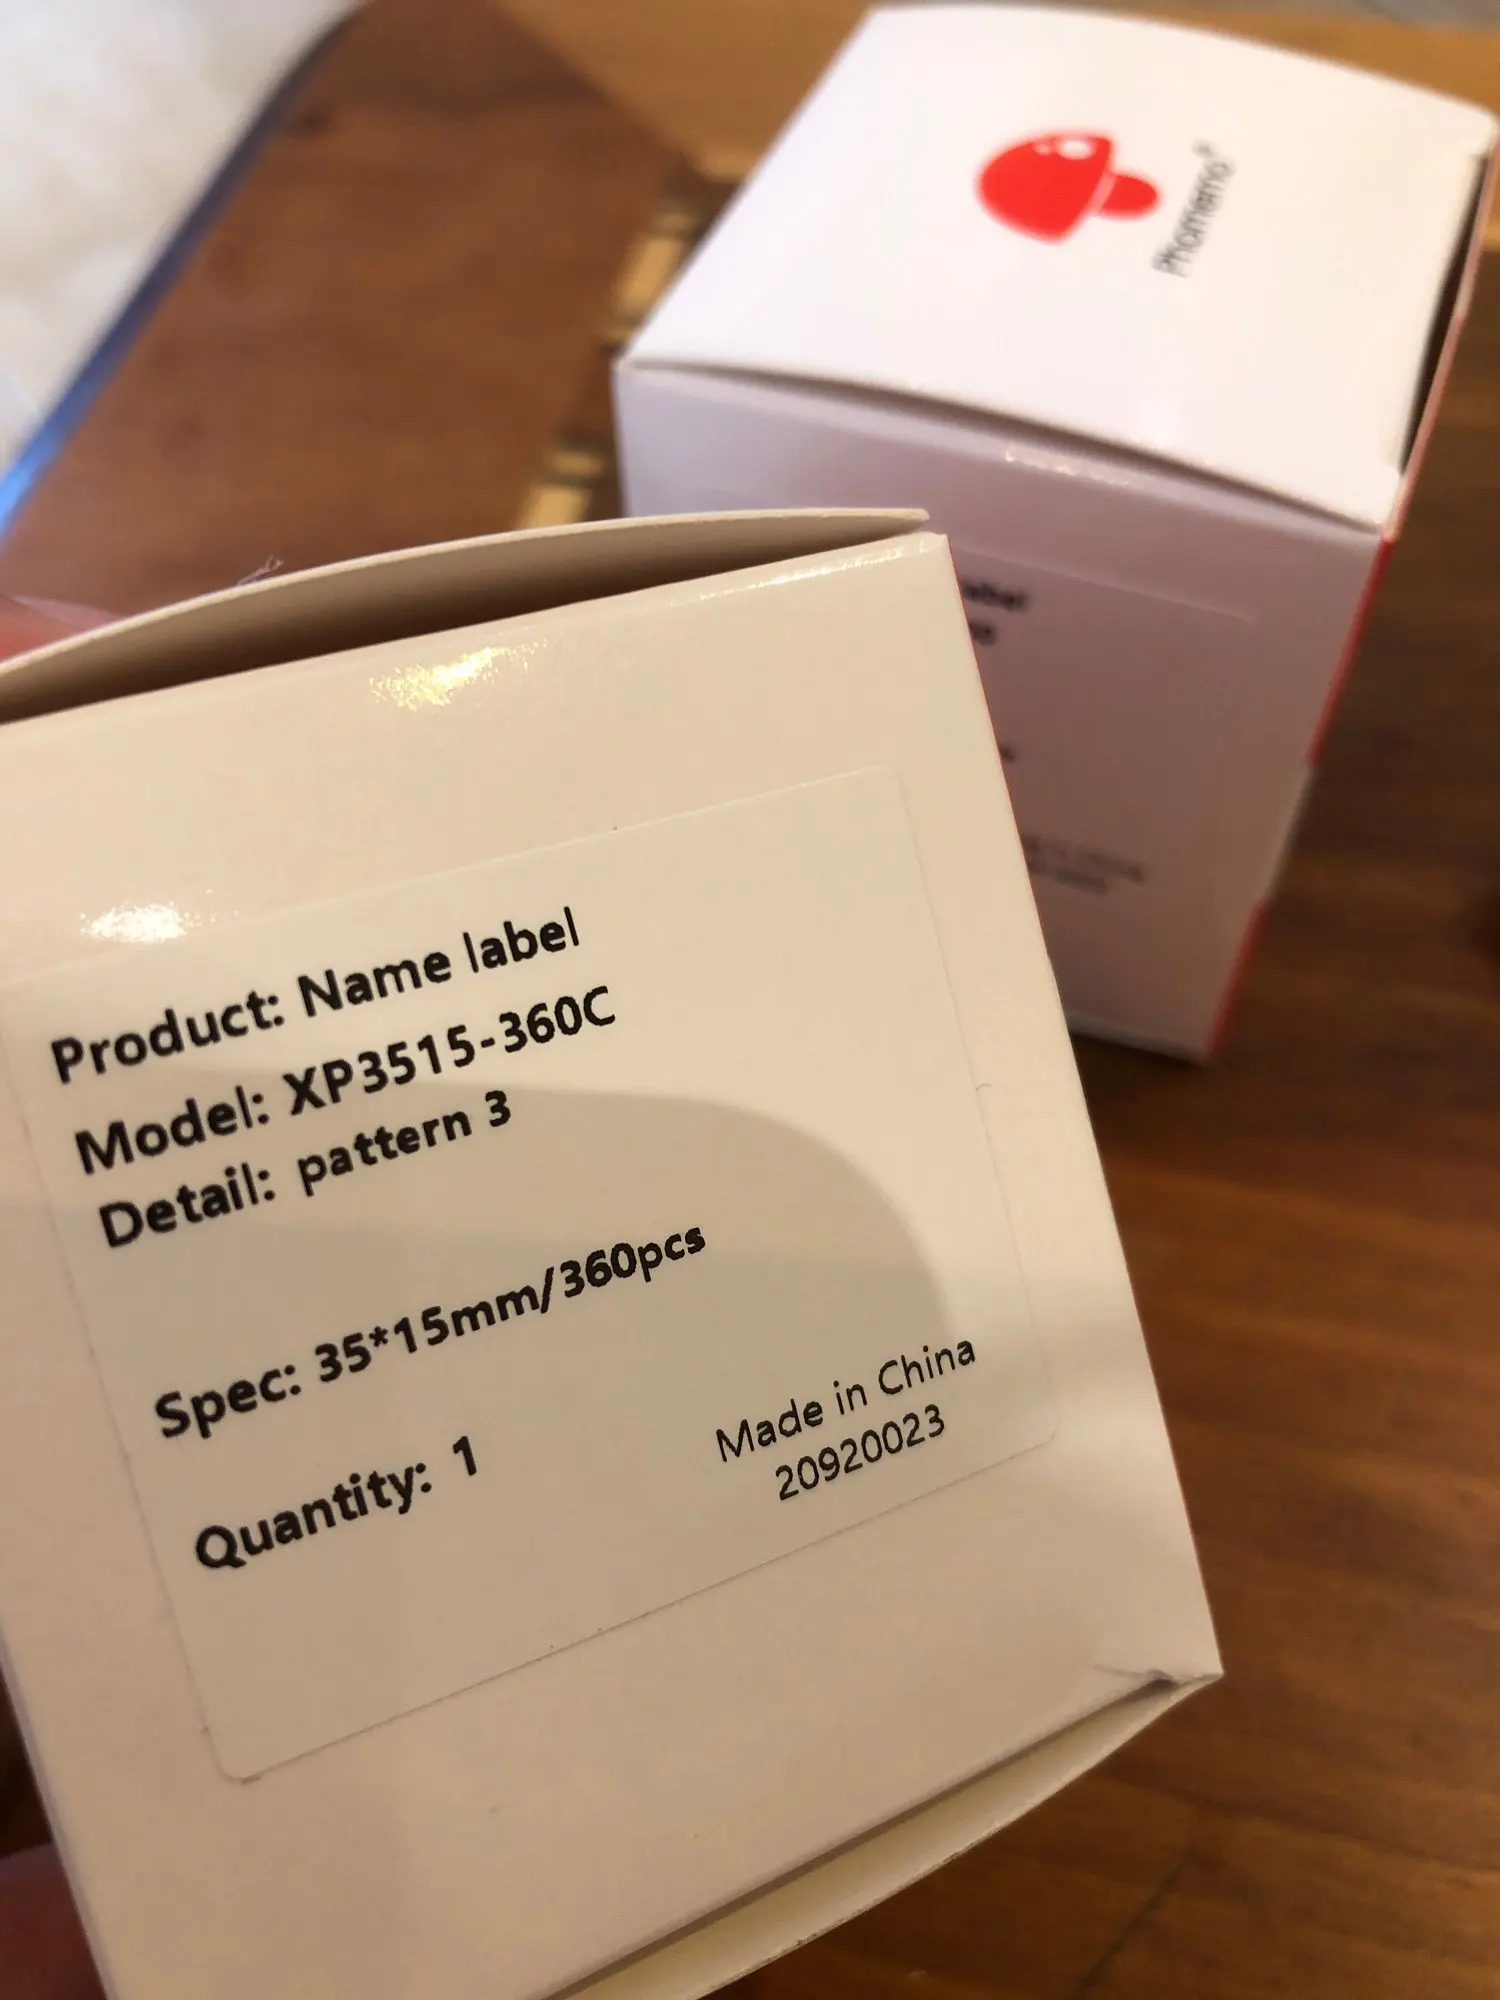 Phomemo®
abel
Product: Name label
Model: XP3515-360C
Detail: pattern 3
Spec: 35*15mm/360pcs
Quantity: 1
Made in China
20920023